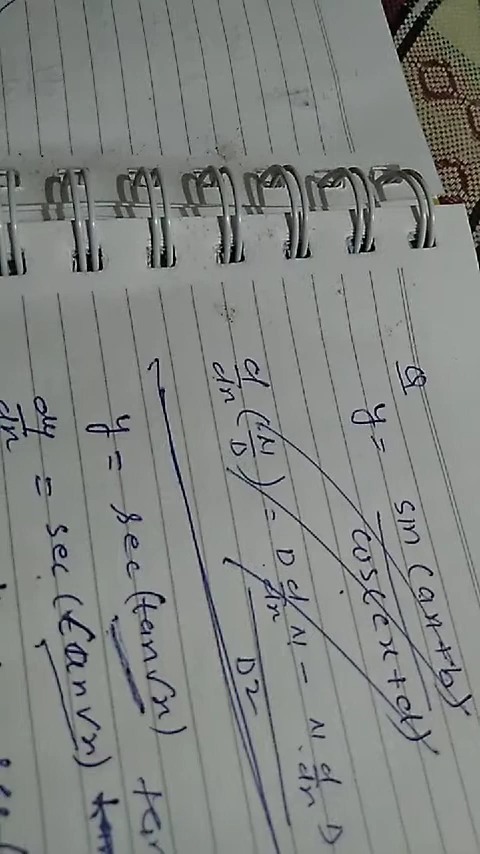 Q y = sin(ax+b) / cos(cx+d)
d/dx (N/D) = D d/dx N - N d/dx D / D2
y = sec(tan√x)
dy/dx = sec(tan√x)